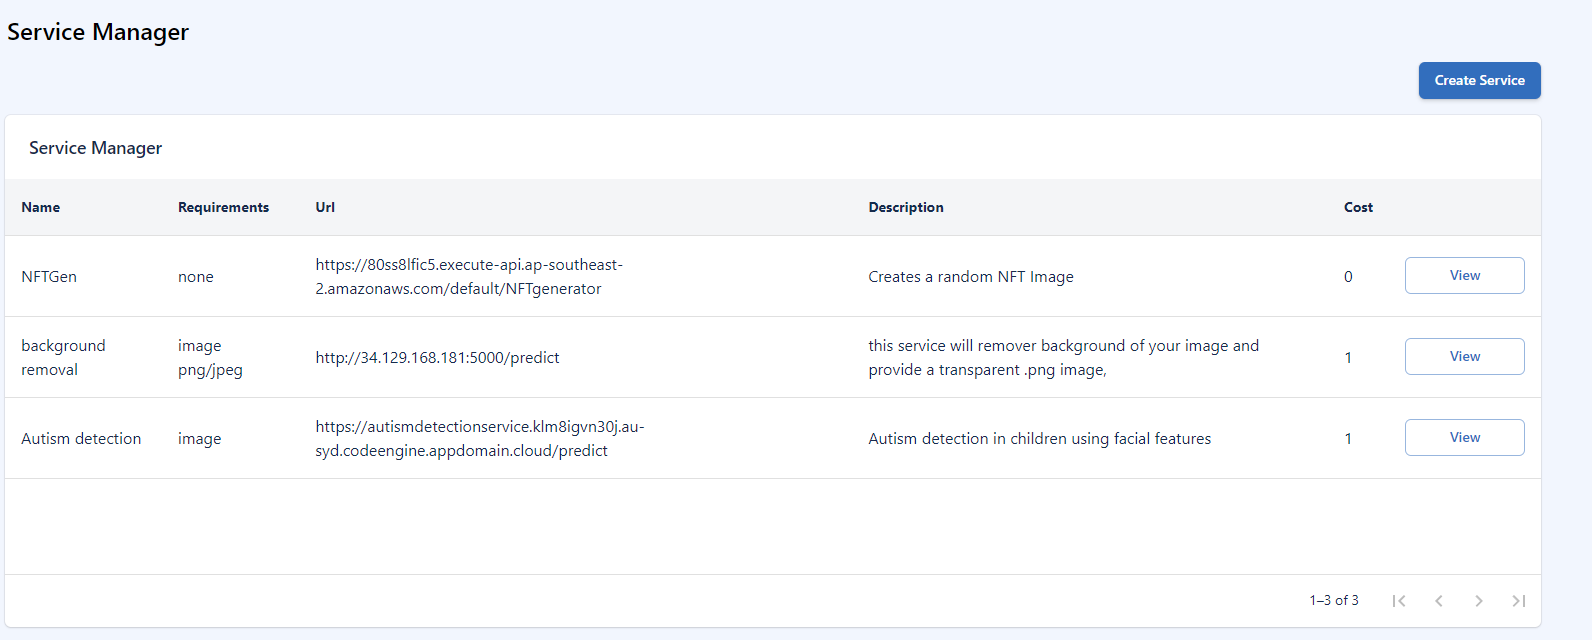 Service Manager
Create Service
Service Manager
Name Requirements Url Description Cost
NFTGen none https://80ss8lfic5.execute-api.ap-southeast-
2.amazonaws.com/default/NFTgenerator Creates a random NFT Image 0 View
background
removal image
png/jpeg http://34.129.168.181:5000/predict this service will remover background of your image and
provide a transparent .png image, 1 View
Autism detection image https://autismdetectionservice.klm8igvn30j.au-
syd.codeengine.appdomain.cloud/predict Autism detection in children using facial features 1 View
1–3 of 3